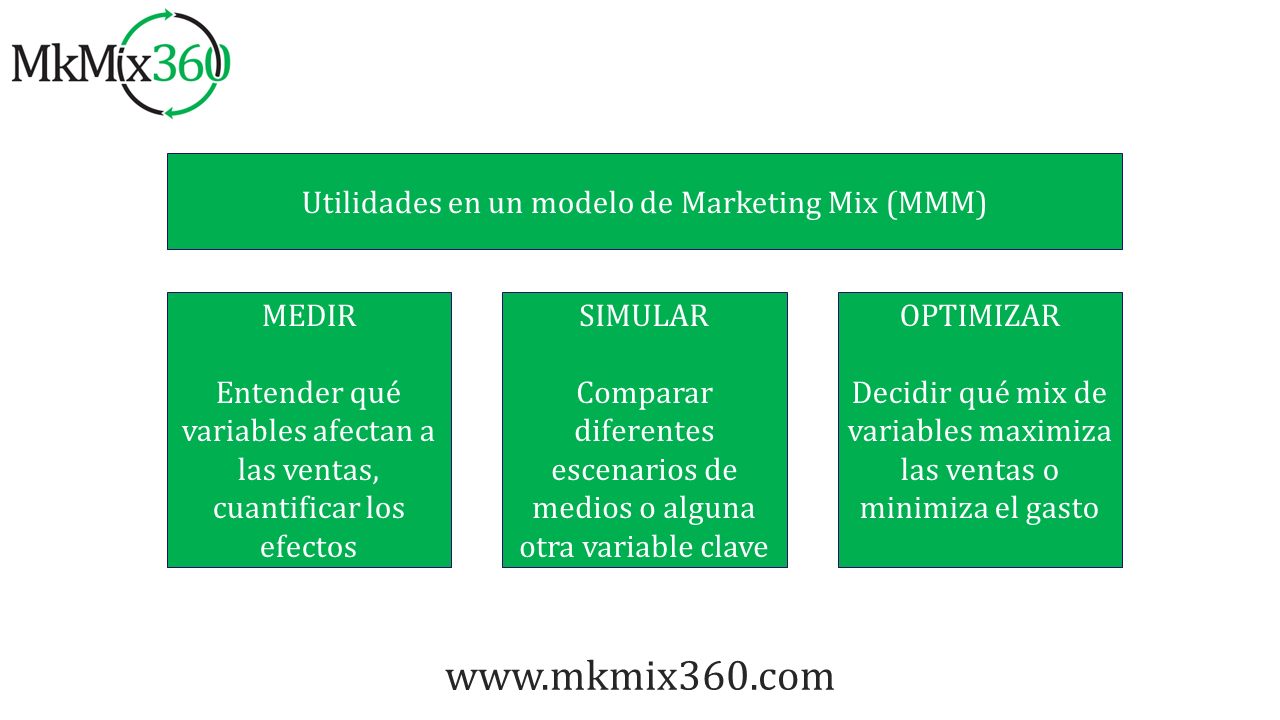 MkMix360
Utilidades en un modelo de Marketing Mix (MMM)
MEDIR
Entender qué
variables afectan a
las ventas,
cuantificar los
efectos
SIMULAR
Comparar
diferentes
escenarios de
medios o alguna
otra variable clave
OPTIMIZAR
Decidir qué mix de
variables maximiza
las ventas o
minimiza el gasto
www.mkmix360.com